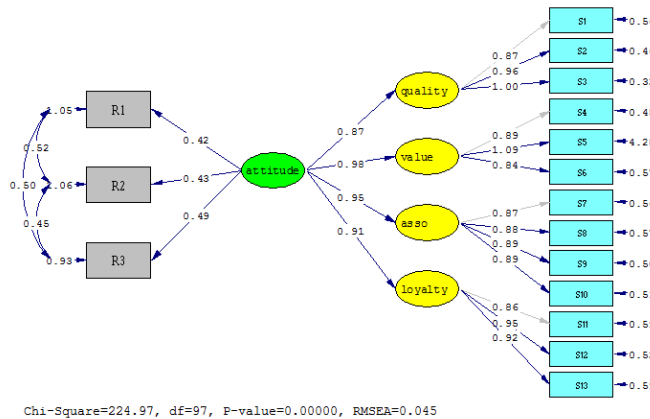 S1
S2
S3
S4
S5
S6
S7
S8
S9
S10
S11
S12
S13
quality
value
asso
loyalty
attitude
R1
R2
R3
0.87
0.96
1.00
0.89
1.09
0.84
0.87
0.88
0.89
0.89
0.86
0.95
0.92
0.87
0.98
0.95
0.91
0.42
0.43
0.49
1.05
0.52
0.50
1.06
0.45
0.93
Chi-Square=224.97, df=97, P-value=0.00000, RMSEA=0.045